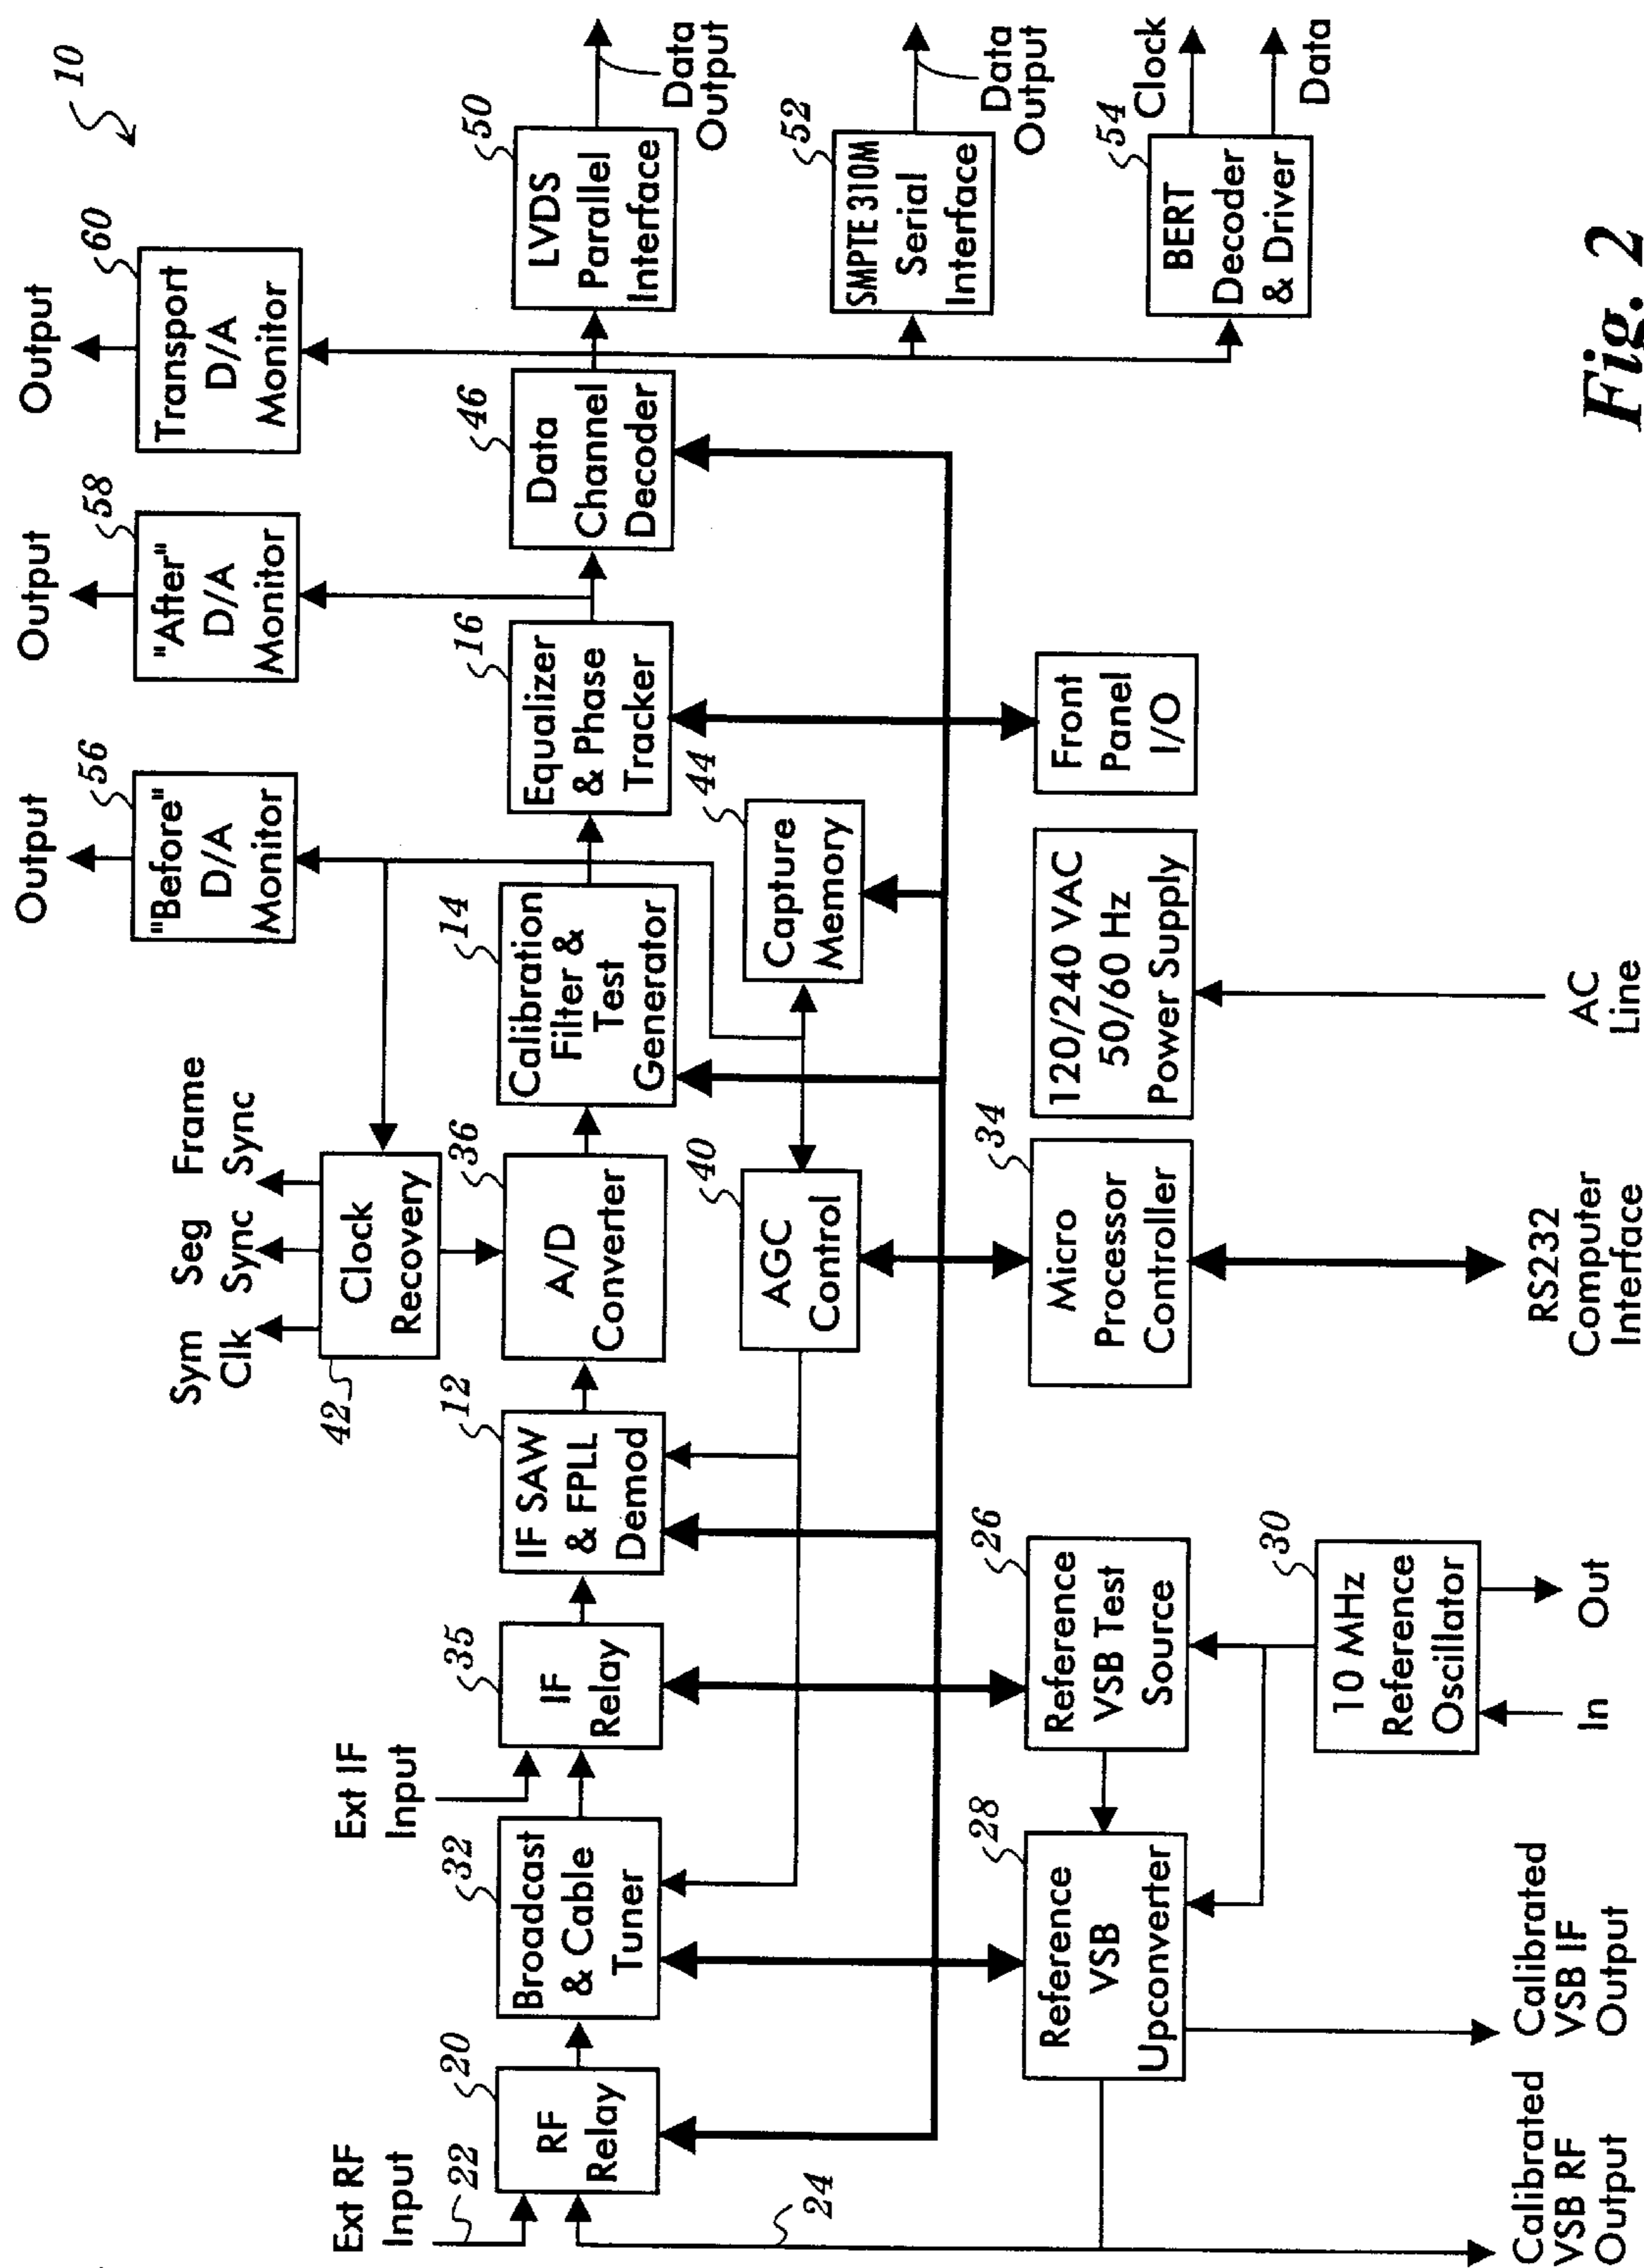 10
Output
Output
Output
56
"Before"
D/A
Monitor
58
"After"
D/A
Monitor
60
Transport
D/A
Monitor
Sym
Clk
Seg
Sync
Frame
Sync
42
Clock
Recovery
Ext RF
Input
22
20
RF
Relay
32
Broadcast
& Cable
Tuner
Ext IF
Input
35
IF
Relay
12
IF SAW
& FPLL
Demod
36
A/D
Converter
14
Calibration
Filter &
Test
Generator
16
Equalizer
& Phase
Tracker
46
Data
Channel
Decoder
50
LVDS
Parallel
Interface
Data
Output
40
AGC
Control
44
Capture
Memory
52
SMPTE 310M
Serial
Interface
Data
Output
24
28
Reference
VSB
Upconverter
26
Reference
VSB Test
Source
34
Micro
Processor
Controller
120/240 VAC
50/60 Hz
Power Supply
Front
Panel
I/O
54
BERT
Decoder
& Driver
Clock
Data
30
10 MHz
Reference
Oscillator
In
Out
Calibrated
VSB RF
Output
Calibrated
VSB IF
Output
RS232
Computer
Interface
AC
Line
Fig. 2